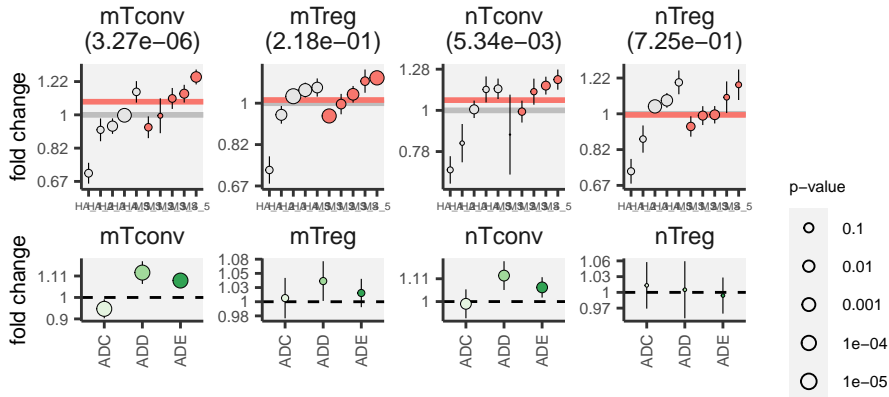 mTconv
(3.27e−06)
mTreg
(2.18e−01)
nTconv
(5.34e−03)
nTreg
(7.25e−01)
fold change
1.22
1
0.82
0.67
1
0.67
1.28
1
0.78
1.22
1
0.82
0.67
mTconv
mTreg
nTconv
nTreg
fold change
1.11
1
0.9
1.08
1.05
1.03
1
0.98
1.11
1
1.06
1.03
1
0.97
ADC
ADD
ADE
ADC
ADD
ADE
ADC
ADD
ADE
ADC
ADD
ADE
p−value
0.1
0.01
0.001
1e−04
1e−05